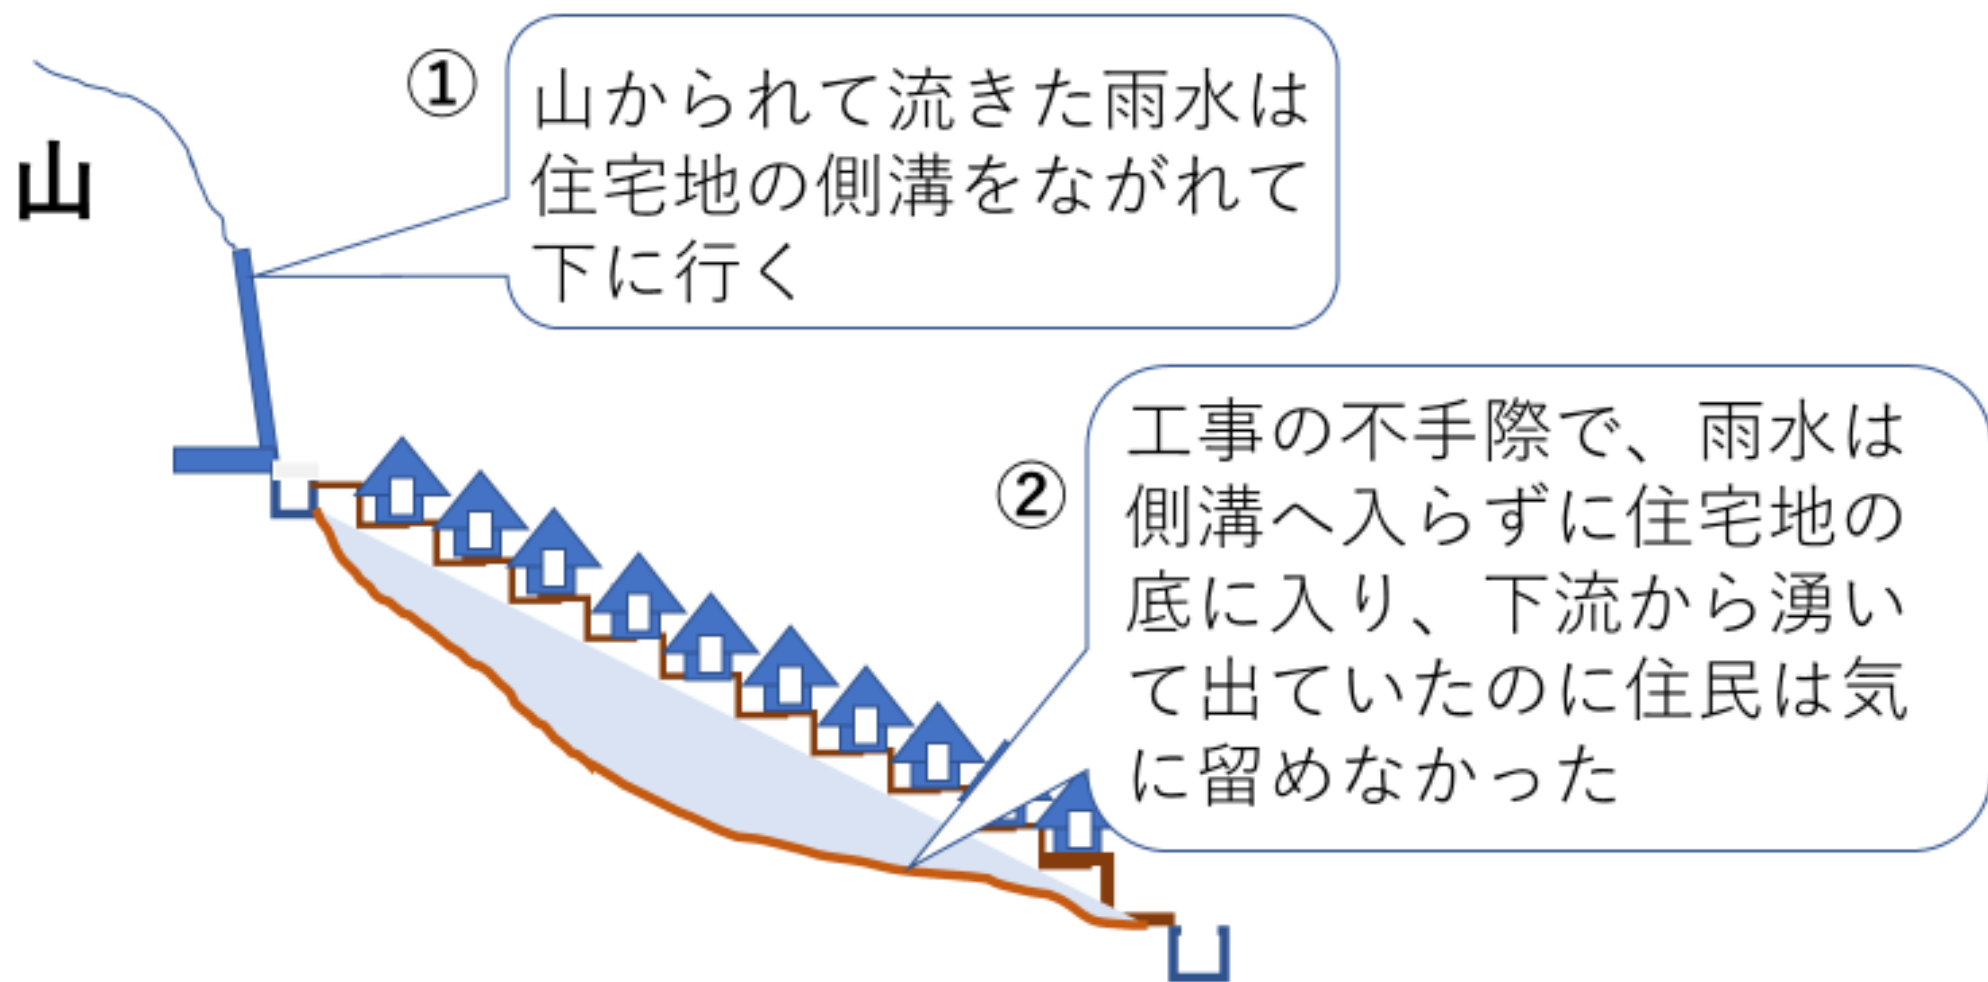 山
①
山かられて流きた雨水は
住宅地の側溝をながれて
下に行く
②
工事の不手際で、雨水は
側溝へ入らずに住宅地の
底に入り、下流から湧い
て出ていたのに住民は気
に留めなかった